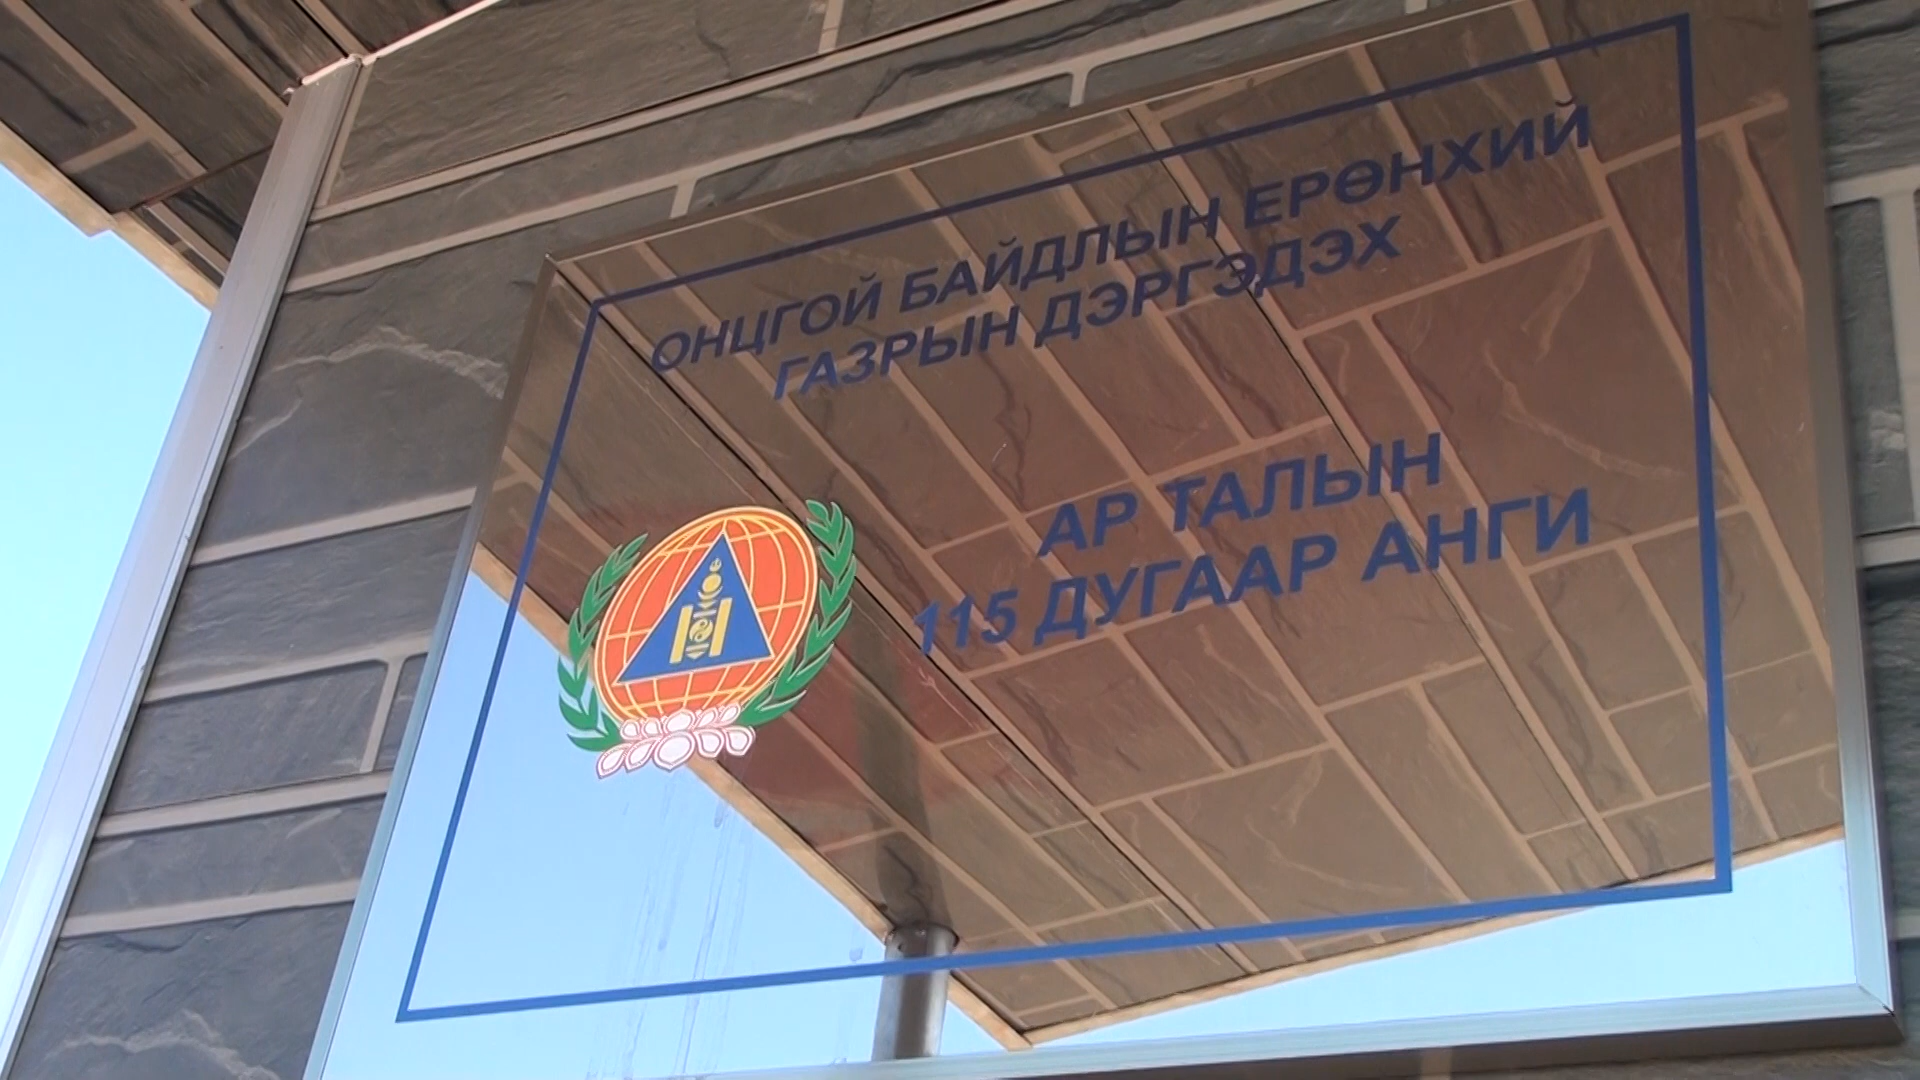 ОНЦГОЙ БАЙДЛЫН ЕРӨНХИЙ
ГАЗРЫН ДЭРГЭДЭХ
АР ТАЛЫН
115 ДУГААР АНГИ